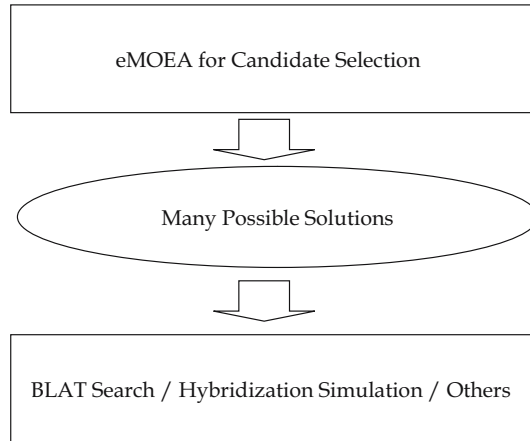 eMOEA for Candidate Selection
Many Possible Solutions
BLAT Search / Hybridization Simulation / Others